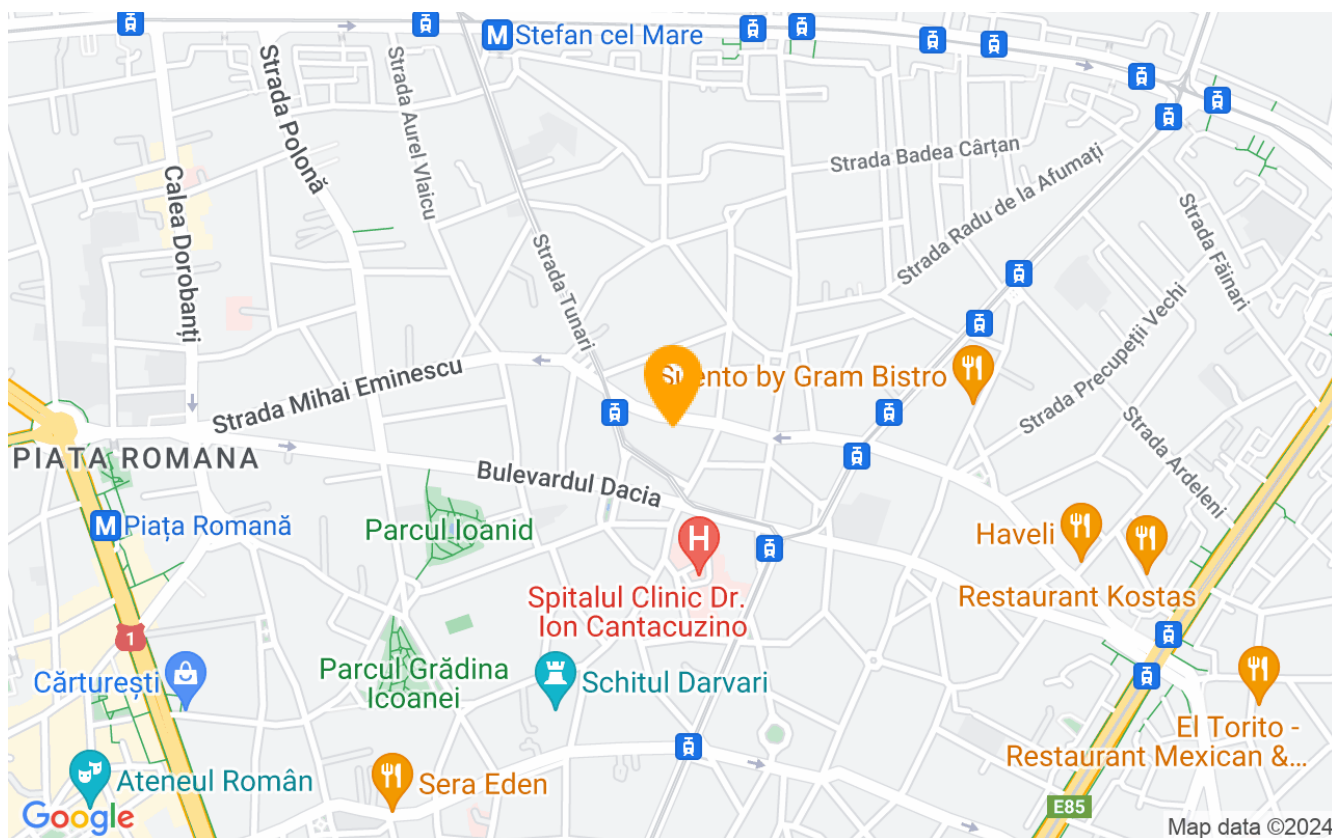 M Stefan cel Mare
Strada Polonă
Strada Aurel Vlaicu
Calea Dorobanți
Strada Badea Cârțan
Strada Radu de la Afumați
Strada Făinari
Strada Tunari
Strada Precupeții Vechi
Strada Mihai Eminescu
ento by Gram Bistro
Strada Ardeleni
PIAȚA ROMANA
Bulevardul Dacia
M Piața Romană
Parcul Ioanid
H
Haveli
Spitalul Clinic Dr.
Ion Cantacuzino
Restaurant Kostas
1
Parcul Grădina
Icoanei
Cărturești
Schitul Darvari
El Torito -
Restaurant Mexican &...
Ateneul Român
Sera Eden
E85
Google
Map data ©2024